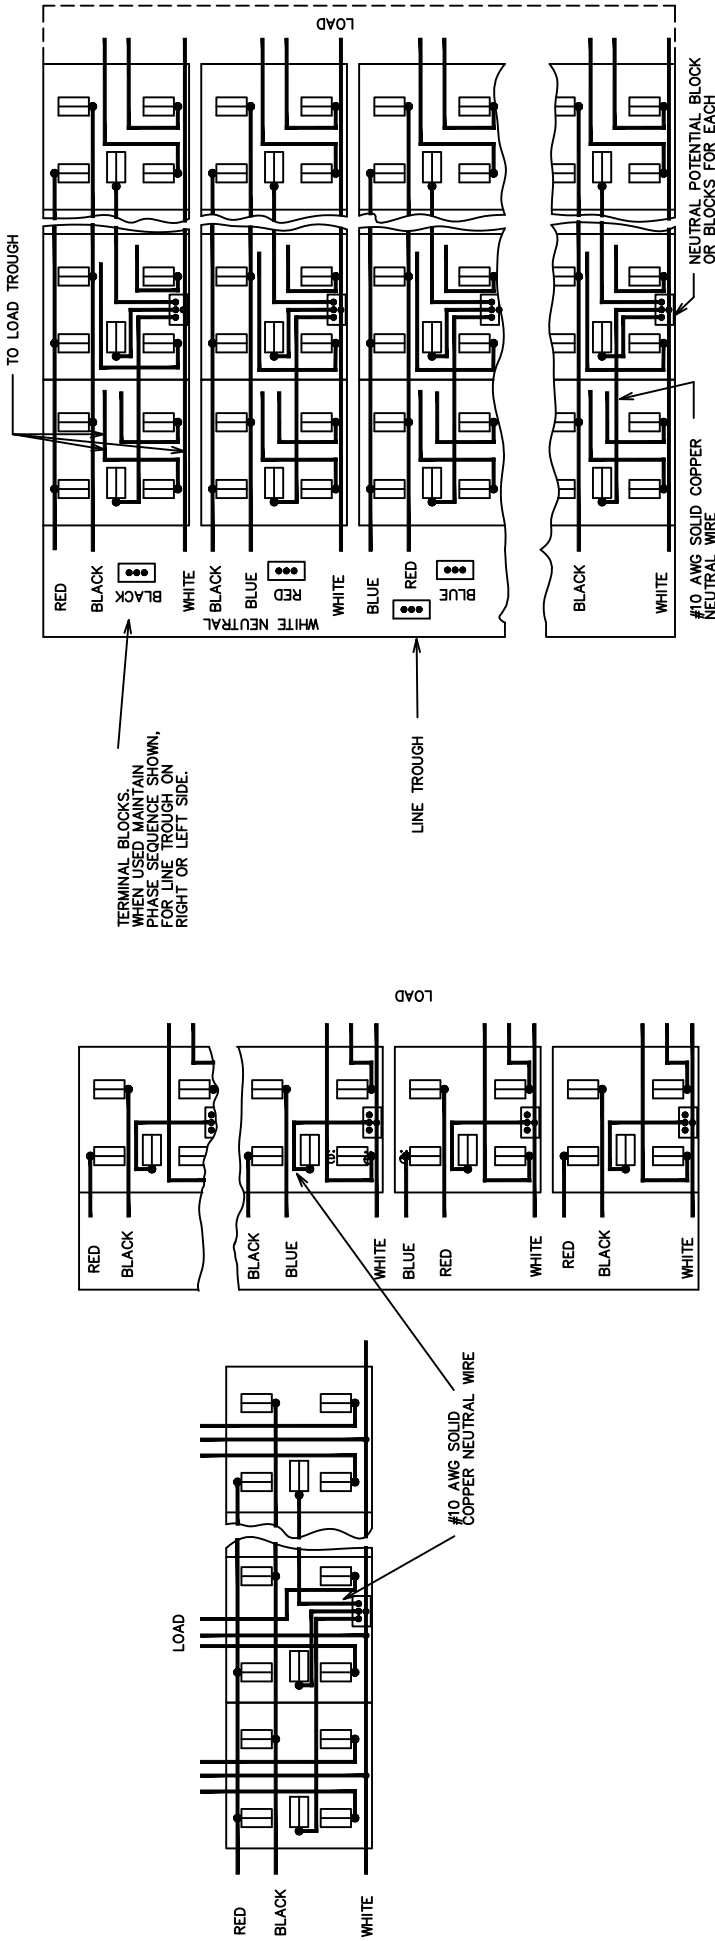 LOAD
TO LOAD TROUGH
RED
BLACK
BLACK
WHITE
BLACK
BLUE
RED
WHITE
WHITE NEUTRAL
BLUE
RED
BLUE
BLACK
WHITE
NEUTRAL POTENTIAL BLOCK
OR BLOCKS FOR EACH
#10 AWG SOLID COPPER
NEUTRAL WIRE
TERMINAL BLOCKS.
WHEN USED MAINTAIN
PHASE SEQUENCE SHOWN,
FOR LINE TROUGH ON
RIGHT OR LEFT SIDE.
LINE TROUGH
LOAD
RED
BLACK
BLACK
BLUE
WHITE
BLUE
RED
WHITE
RED
BLACK
WHITE
#10 AWG SOLID
COPPER NEUTRAL WIRE
LOAD
RED
BLACK
WHITE